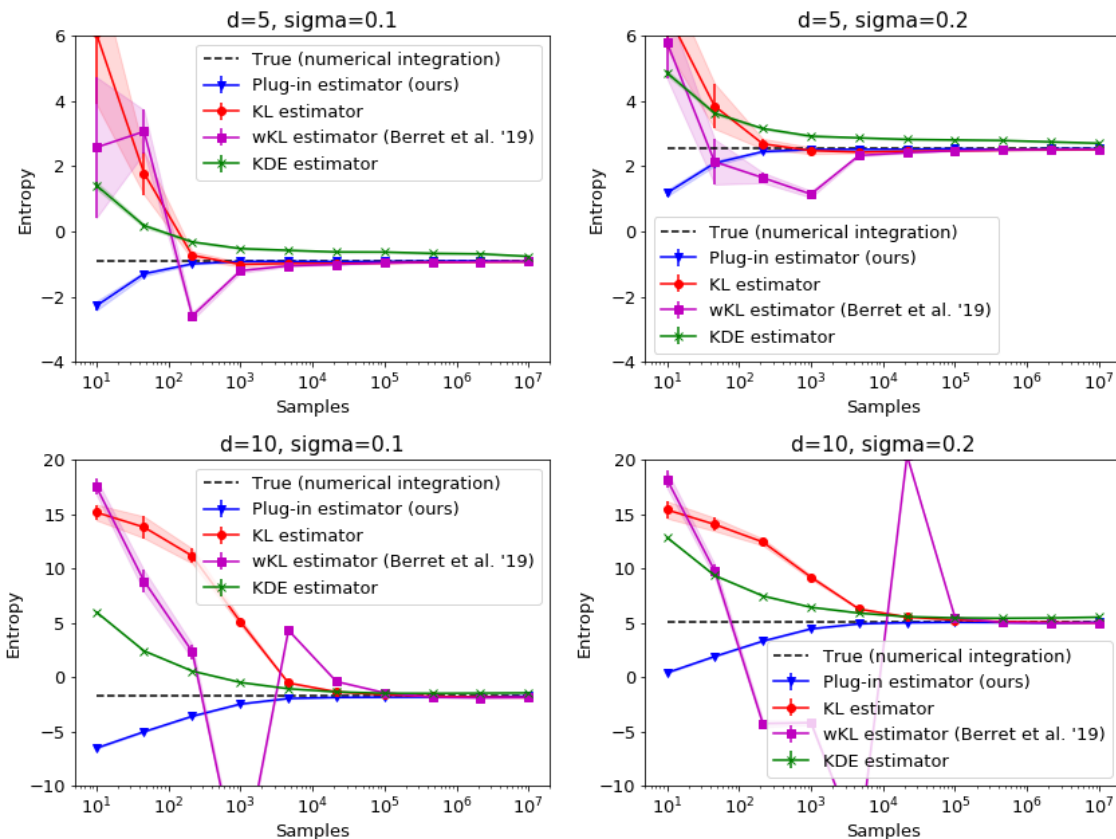 d=5, sigma=0.1
6
4
2
0
−2
−4
Entropy
True (numerical integration)
Plug-in estimator (ours)
KL estimator
wKL estimator (Berret et al. '19)
KDE estimator
10^1
10^2
10^3
10^4
10^5
10^6
10^7
Samples
d=5, sigma=0.2
6
4
2
0
−2
−4
Entropy
True (numerical integration)
Plug-in estimator (ours)
KL estimator
wKL estimator (Berret et al. '19)
KDE estimator
10^1
10^2
10^3
10^4
10^5
10^6
10^7
Samples
d=10, sigma=0.1
20
15
10
5
0
−5
−10
Entropy
True (numerical integration)
Plug-in estimator (ours)
KL estimator
wKL estimator (Berret et al. '19)
KDE estimator
10^1
10^2
10^3
10^4
10^5
10^6
10^7
Samples
d=10, sigma=0.2
20
15
10
5
0
−5
−10
Entropy
True (numerical integration)
Plug-in estimator (ours)
KL estimator
wKL estimator (Berret et al. '19)
KDE estimator
10^1
10^2
10^3
10^4
10^5
10^6
10^7
Samples